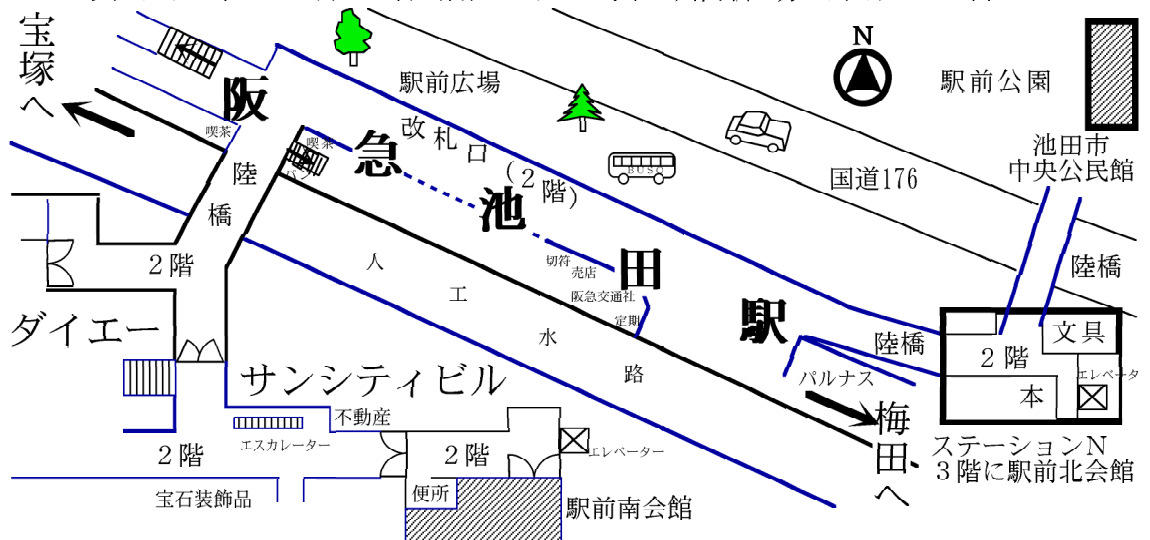 宝塚へ
阪急池田駅
駅前広場
改札口
(2階)
N
駅前公園
池田市
中央公民館
国道176
BUS
喫茶
喫茶
パン
陸橋
2階
ダイエー
人工水路
切符
売店
阪急交通社
定期
陸橋
陸橋
文具
2階
本
エレベータ
パルナス
梅田へ
ステーションN
3階に駅前北会館
サンシティビル
不動産
エスカレーター
2階
2階
エレベーター
便所
宝石装飾品
駅前南会館